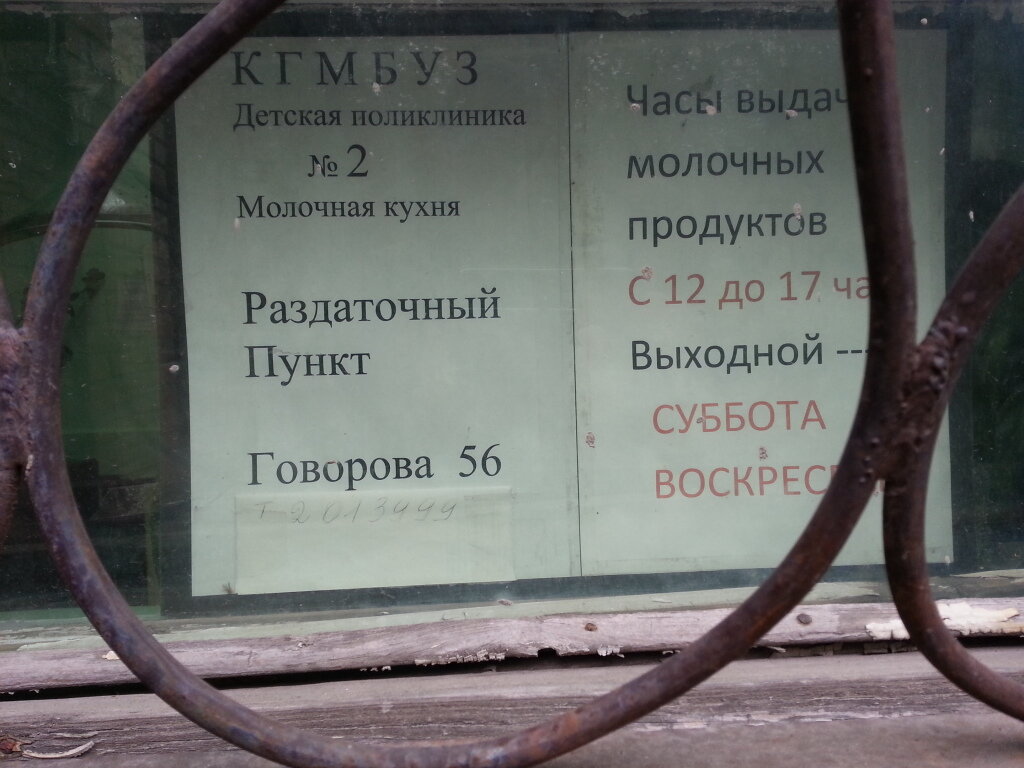 КГМБУЗ
Детская поликлиника
№ 2
Молочная кухня
Раздаточный
Пункт
Говорова 56
т 2013499
Часы выдач
молочных
продуктов
С 12 до 17 ча
Выходной ---
СУББОТА
ВОСКРЕС